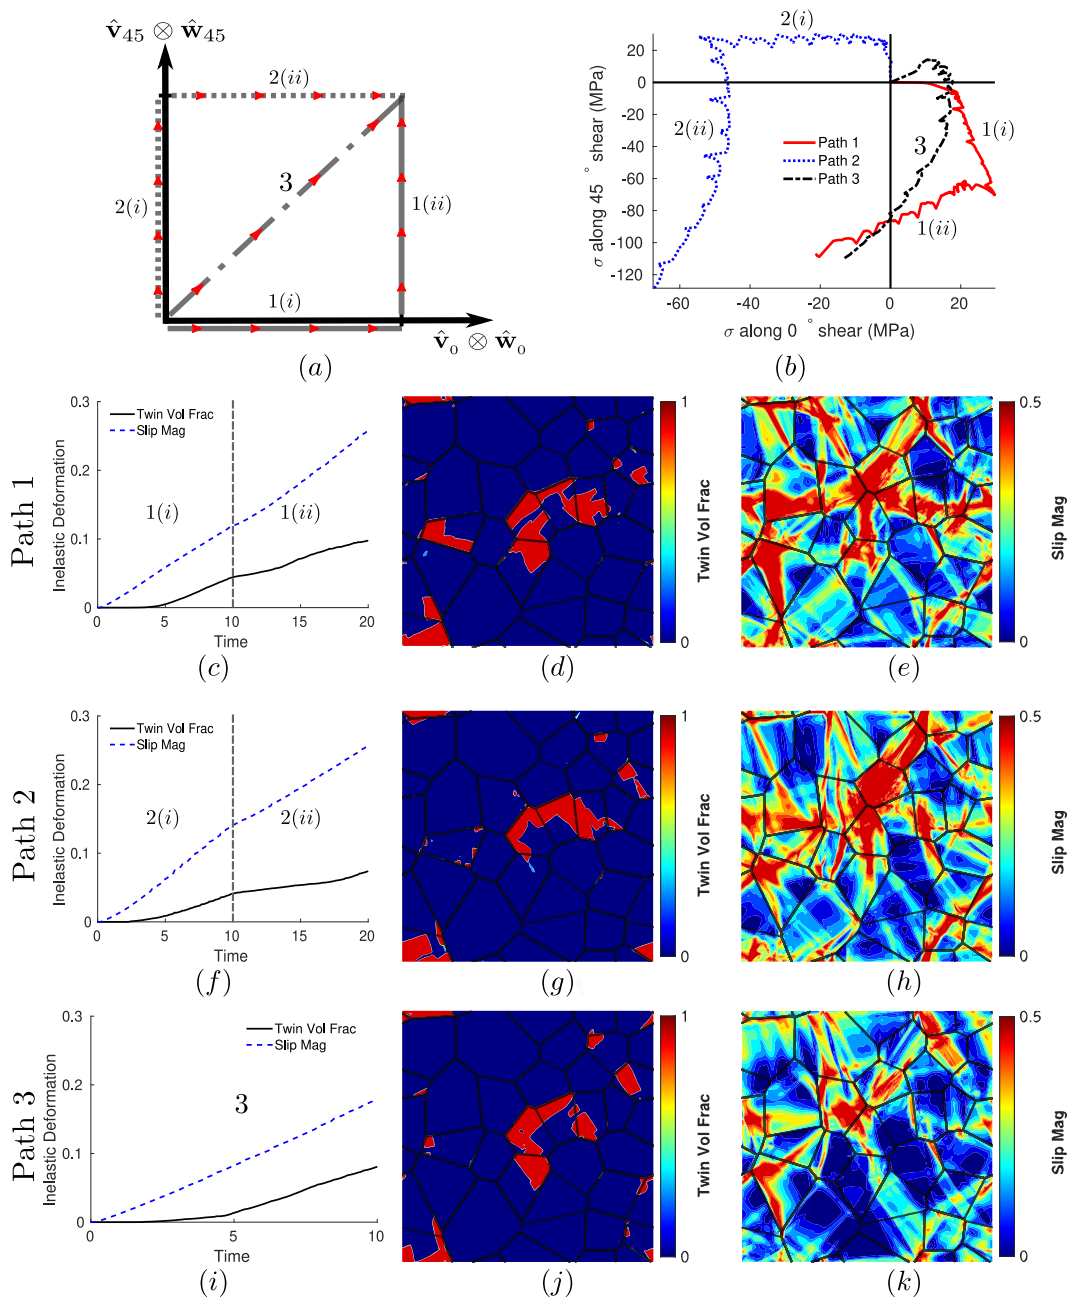 v̂₄₅ ⊗ ŵ₄₅
2(ii)
2(i)
3
1(ii)
1(i)
v̂₀ ⊗ ŵ₀
(a)
2(i)
20
0
-20
-40
-60
-80
-100
-120
σ along 45 ° shear (MPa)
2(ii)
Path 1
Path 2
Path 3
1(i)
3
1(ii)
-60 -40 -20 0 20
σ along 0 ° shear (MPa)
(b)
Path 1
0.3
0.2
0.1
0
Inelastic Deformation
Twin Vol Frac
Slip Mag
1(i)
1(ii)
0 5 10 15 20
Time
(c)
1
0
Twin Vol Frac
(d)
0.5
0
Slip Mag
(e)
Path 2
0.3
0.2
0.1
0
Inelastic Deformation
Twin Vol Frac
Slip Mag
2(i)
2(ii)
0 5 10 15 20
Time
(f)
1
0
Twin Vol Frac
(g)
0.5
0
Slip Mag
(h)
Path 3
0.3
0.2
0.1
0
Inelastic Deformation
Twin Vol Frac
Slip Mag
3
0 5 10
Time
(i)
1
0
Twin Vol Frac
(j)
0.5
0
Slip Mag
(k)